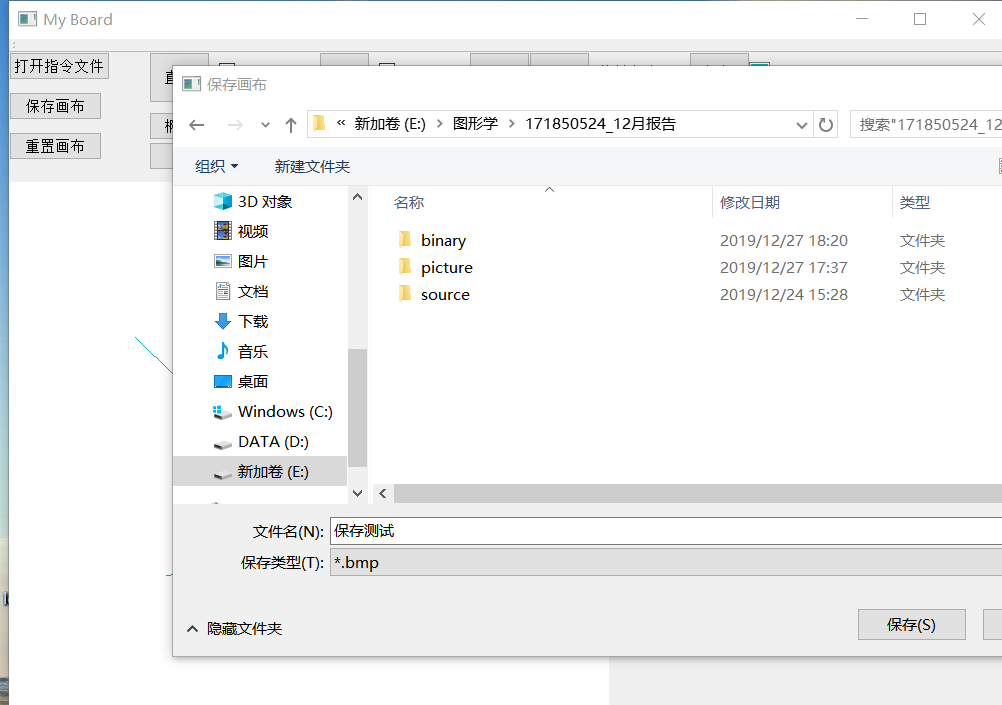 My Board
打开指令文件
保存画布
保存画布
« 新加卷 (E:) › 图形学 › 171850524_12月报告
搜索"171850524_12
重置画布
组织 新建文件夹
名称 修改日期 类型
3D 对象
视频
图片
文档
下载
音乐
桌面
Windows (C:)
DATA (D:)
新加卷 (E:)
binary 2019/12/27 18:20 文件夹
picture 2019/12/27 17:37 文件夹
source 2019/12/24 15:28 文件夹
文件名(N): 保存测试
保存类型(T): *.bmp
隐藏文件夹
保存(S)